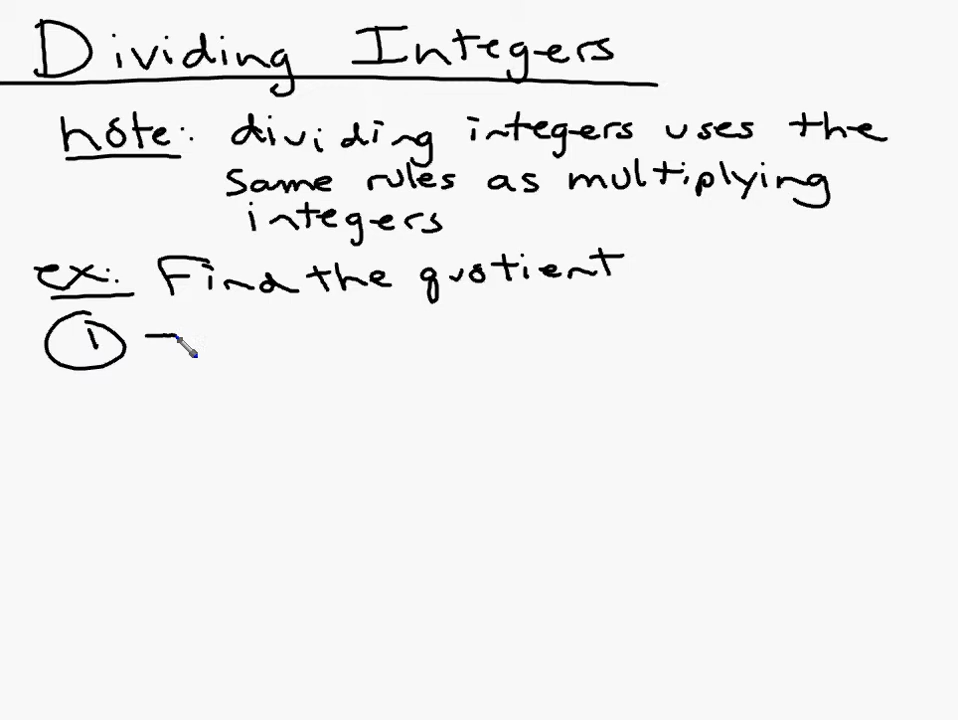 Dividing Integers
note: dividing integers uses the
same rules as multiplying
integers
ex: Find the quotient
① -